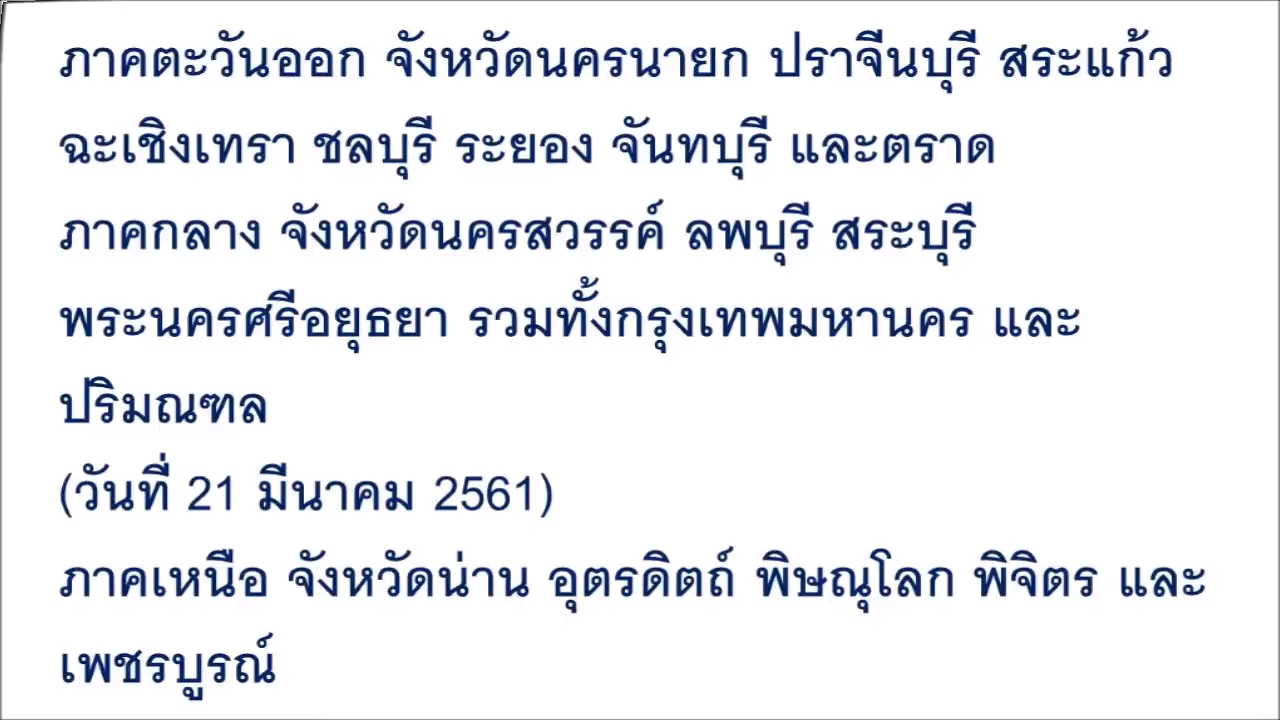 ภาคตะวันออก จังหวัดนครนายก ปราจีนบุรี สระแก้ว
ฉะเชิงเทรา ชลบุรี ระยอง จันทบุรี และตราด
ภาคกลาง จังหวัดนครสวรรค์ ลพบุรี สระบุรี
พระนครศรีอยุธยา รวมทั้งกรุงเทพมหานคร และ
ปริมณฑล
(วันที่ 21 มีนาคม 2561)
ภาคเหนือ จังหวัดน่าน อุตรดิตถ์ พิษณุโลก พิจิตร และ
เพชรบูรณ์